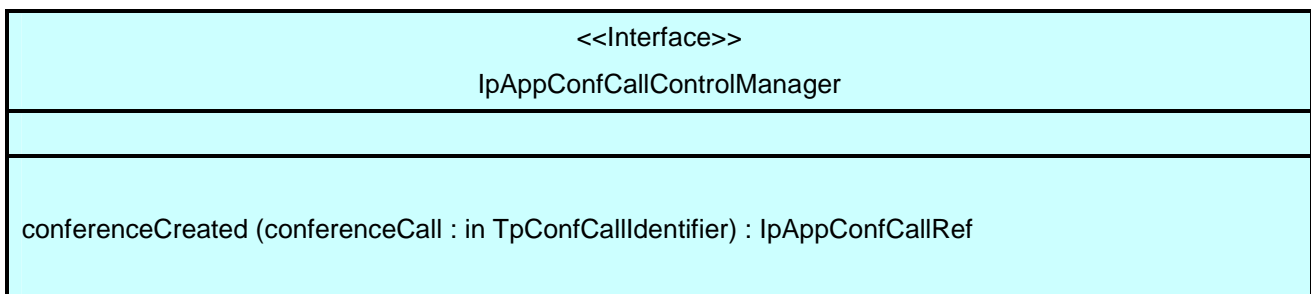 <<Interface>>
IpAppConfCallControlManager
conferenceCreated (conferenceCall : in TpConfCallIdentifier) : IpAppConfCallRef